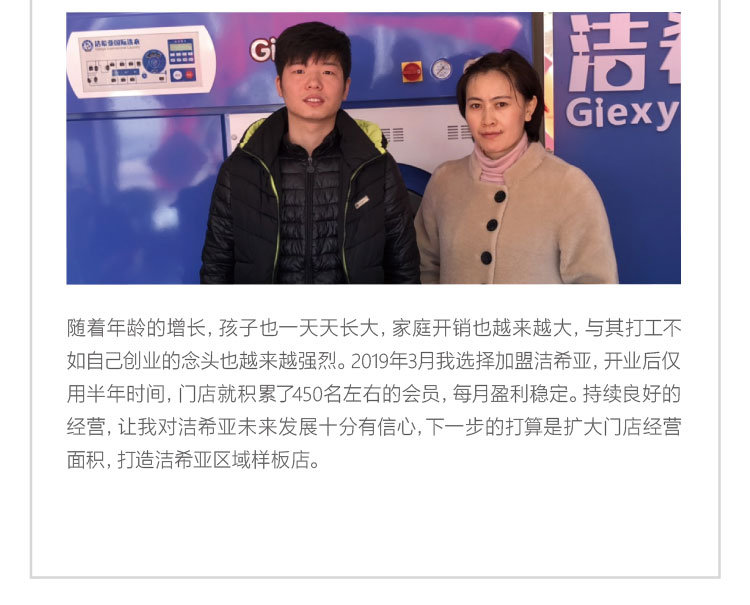 洁希亚国际洗衣
Gi
洁希
Giexy
随着年龄的增长,孩子也一天天长大,家庭开销也越来越大,与其打工不
如自己创业的念头也越来越强烈。2019年3月我选择加盟洁希亚,开业后仅
用半年时间,门店就积累了450名左右的会员,每月盈利稳定。持续良好的
经营,让我对洁希亚未来发展十分有信心,下一步的打算是扩大门店经营
面积,打造洁希亚区域样板店。